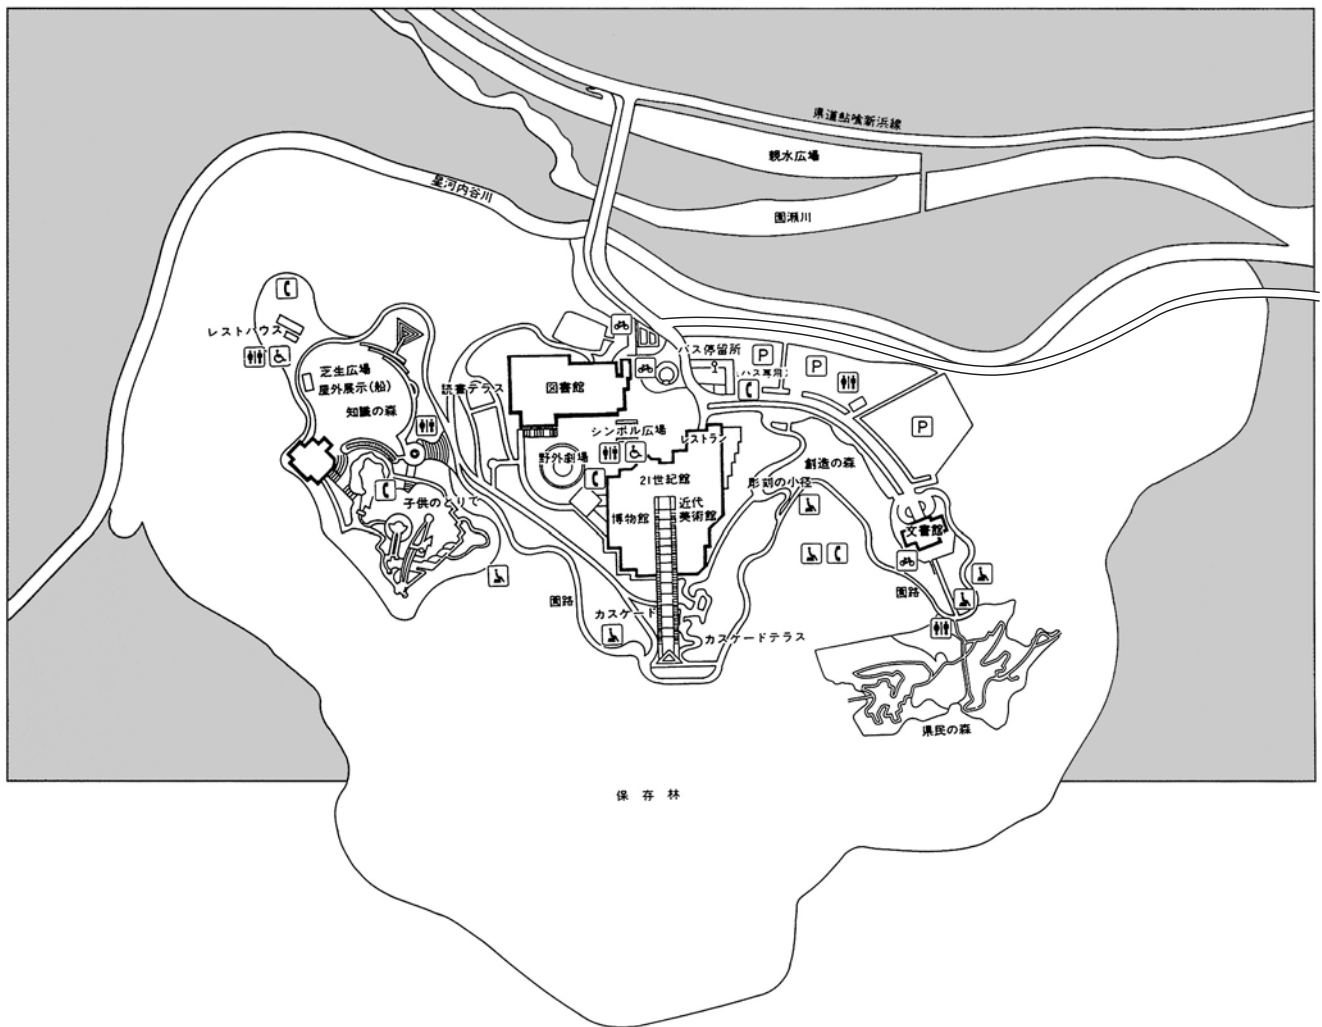 県道鮎喰新浜線
親水広場
星河内谷川
園瀬川
レストハウス
バス停留所
P
P
(バス専用)
芝生広場
屋外展示(船)
知識の森
読書テラス
図書館
P
シンボル広場
レストラン
野外劇場
創造の森
21世紀館
彫刻の小径
子供のとりで
博物館
近代
美術館
文書館
園路
カスケード
園路
カスケードテラス
県民の森
保存林